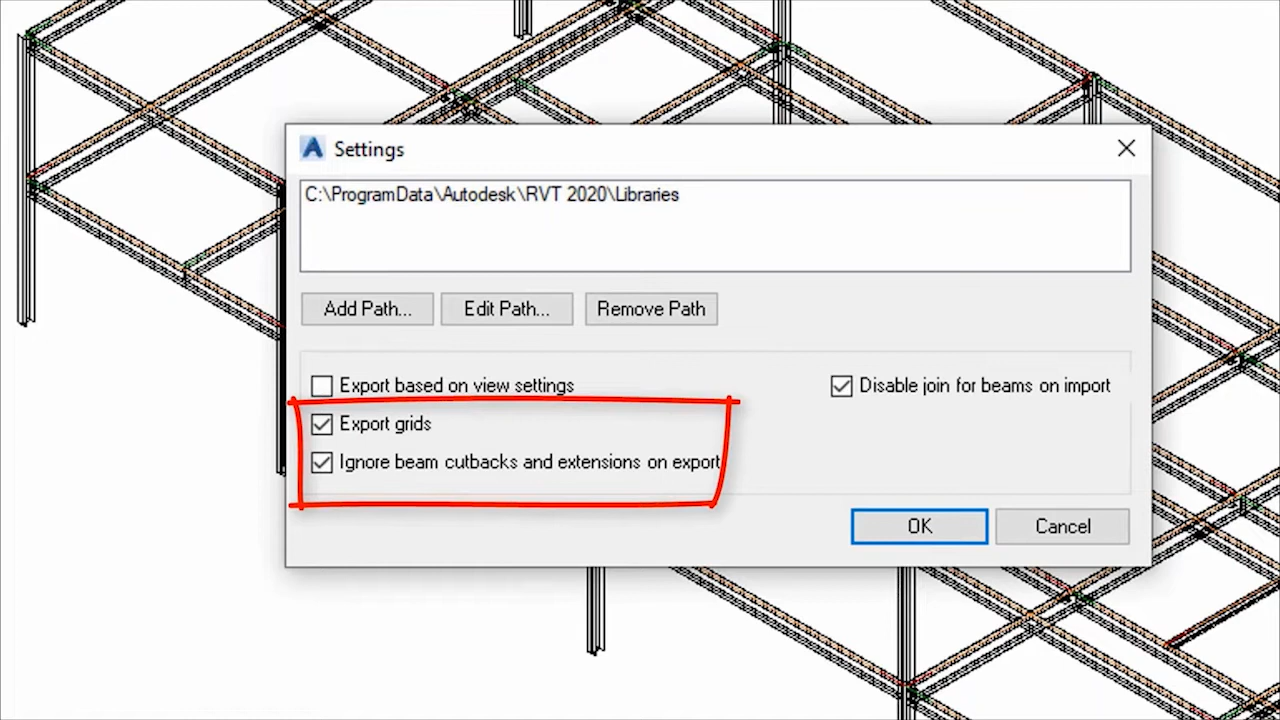 Settings
C:\ProgramData\Autodesk\RVT 2020\Libraries
Add Path... Edit Path... Remove Path
Export based on view settings Disable join for beams on import
Export grids
Ignore beam cutbacks and extensions on export
OK Cancel